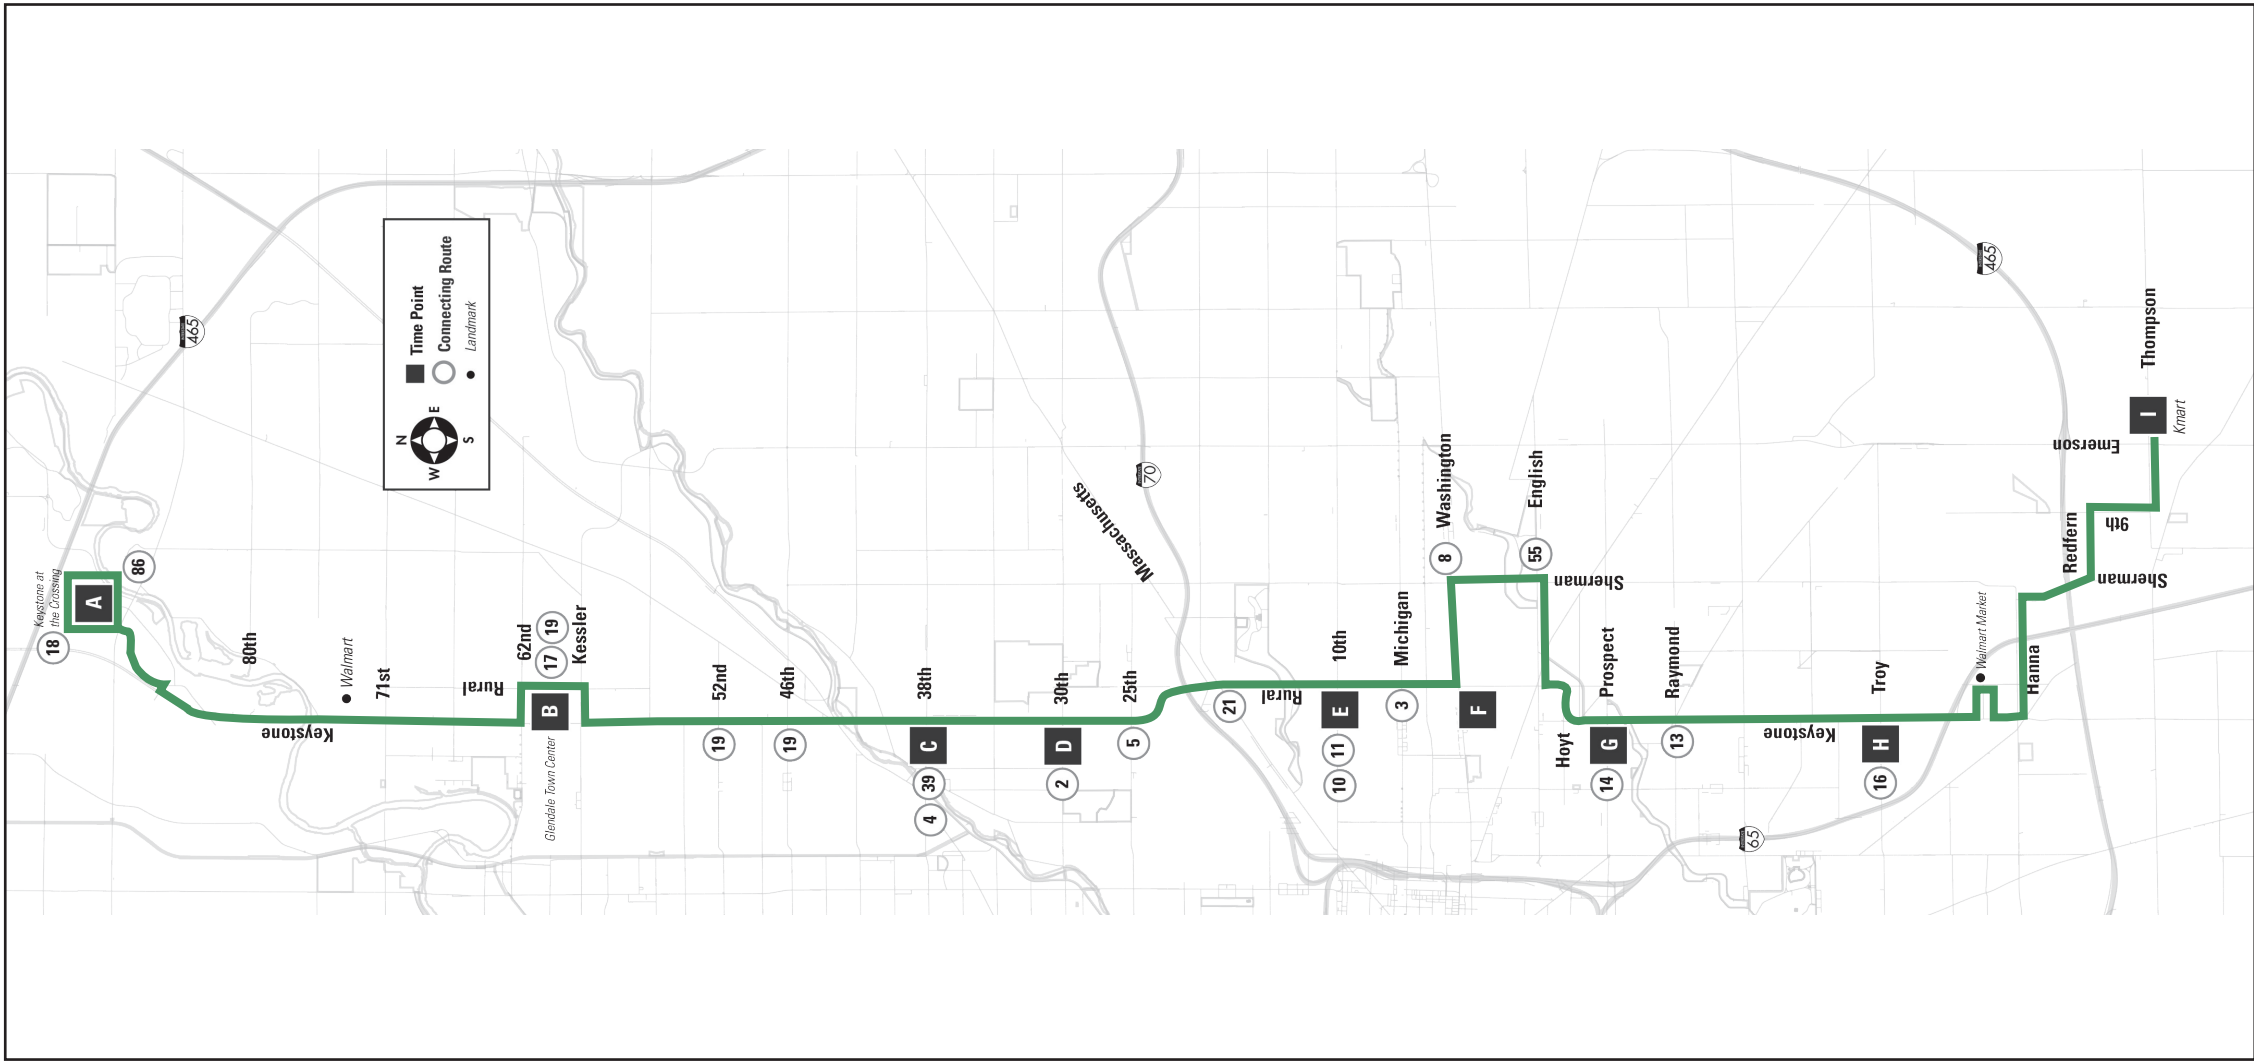 Keystone at
the Crossing
18
A
86
80th
465
Keystone
Walmart
71st
Rural
62nd
17
19
Kessler
B
Glendale Town Center
N
W
E
S
Time Point
Connecting Route
Landmark
52nd
19
46th
19
38th
C
39
4
30th
D
2
25th
5
Massachusetts
70
21
Rural
10th
E
11
10
Michigan
3
Washington
8
F
English
55
Sherman
Hoyt
Prospect
G
14
Raymond
13
65
Keystone
Troy
H
16
Walmart Market
465
Hanna
Redfern
Sherman
9th
Emerson
Thompson
I
Kmart